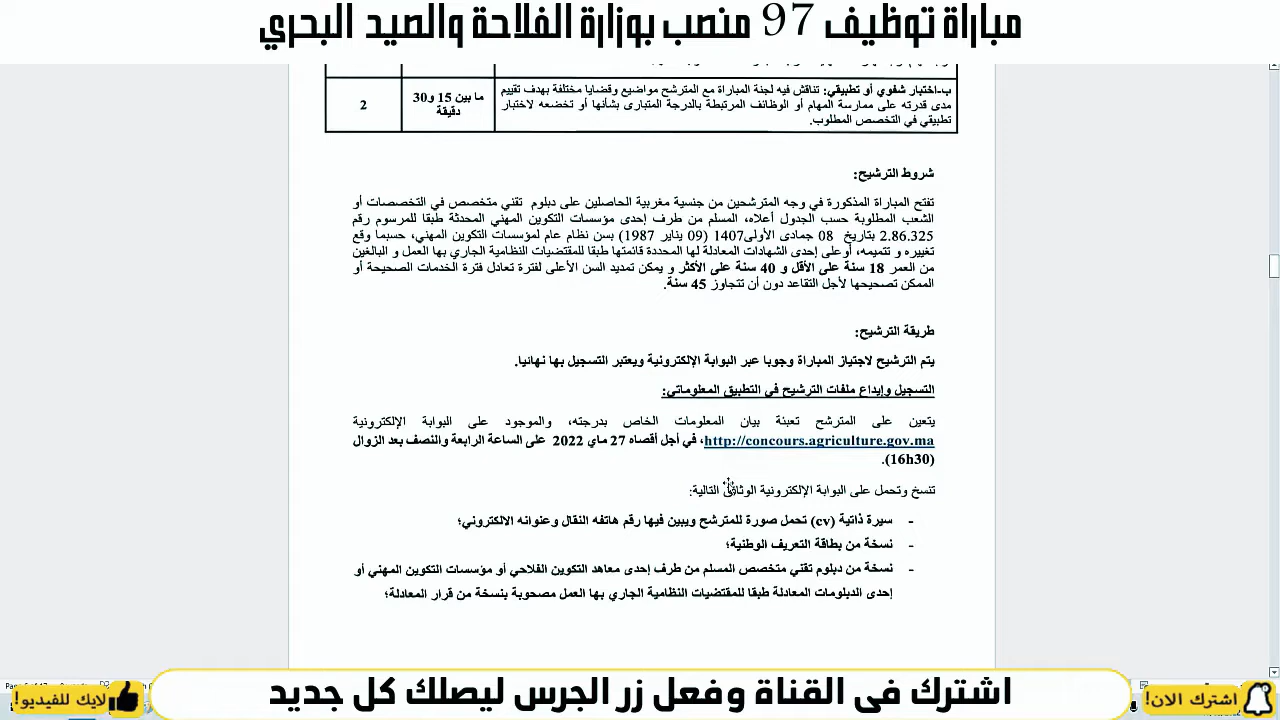 مباراة توظيف 97 منصب بوزارة الفلاحة والصيد البحري
ب-اختبار شفوي أو تطبيقي: تناقش فيه لجنة المباراة مع المترشح مواضيع وقضايا مختلفة بهدف تقييم
مدى قدرته على ممارسة المهام أو الوظائف المرتبطة بالدرجة المتبارى بشأنها أو تخضعه لاختبار
تطبيقي في التخصص المطلوب.
ما بين 15 و30
دقيقة
2
شروط الترشيح:
تفتح المباراة المذكورة في وجه المترشحين من جنسية مغربية الحاصلين على دبلوم تقني متخصص في التخصصات أو
الشعب المطلوبة حسب الجدول أعلاه، المسلم من طرف إحدى مؤسسات التكوين المهني المحدثة طبقا للمرسوم رقم
2.86.325 بتاريخ 08 جمادى الأولى1407 (09 يناير 1987) بسن نظام عام لمؤسسات التكوين المهني، حسبما وقع
تغييره و تتميمه، أوعلى إحدى الشهادات المعادلة لها المحددة قائمتها طبقا للمقتضيات النظامية الجاري بها العمل و البالغين
من العمر 18 سنة على الأقل و 40 سنة على الأكثر و يمكن تمديد السن الأعلى لفترة تعادل فترة الخدمات الصحيحة أو
الممكن تصحيحها لأجل التقاعد دون أن تتجاوز 45 سنة.
طريقة الترشيح:
يتم الترشيح لاجتياز المباراة وجوبا عبر البوابة الإلكترونية ويعتبر التسجيل بها نهائيا.
التسجيل وإيداع ملفات الترشيح في التطبيق المعلوماتي:
يتعين على المترشح تعبئة بيان المعلومات الخاص بدرجته، والموجود على البوابة الإلكترونية
http://concours.agriculture.gov.ma، في أجل أقصاه 27 ماي 2022 على الساعة الرابعة والنصف بعد الزوال
(16h30).
تنسخ وتحمل على البوابة الإلكترونية الوثائق التالية:
- سيرة ذاتية (cv) تحمل صورة للمترشح ويبين فيها رقم هاتفه النقال وعنوانه الالكتروني؛
- نسخة من بطاقة التعريف الوطنية؛
- نسخة من دبلوم تقني متخصص المسلم من طرف إحدى معاهد التكوين الفلاحي أو مؤسسات التكوين المهني أو
إحدى الدبلومات المعادلة طبقا للمقتضيات النظامية الجاري بها العمل مصحوبة بنسخة من قرار المعادلة؛
اشترك الان!
اشترك في القناة وفعل زر الجرس ليصلك كل جديد
لايك للفيديو!